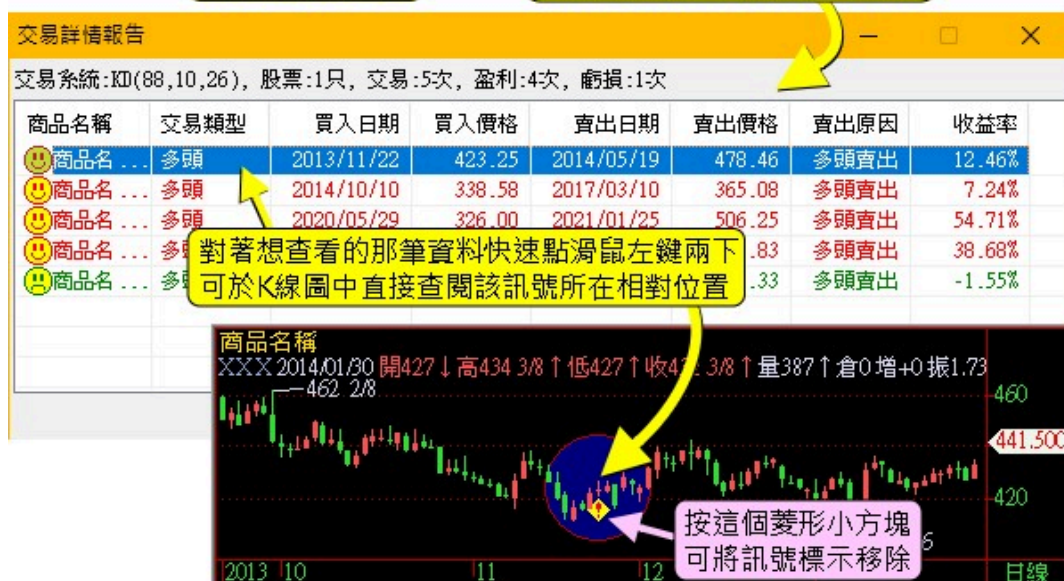 交易詳情報告
交易系統:KD(88,10,26), 股票:1只, 交易:5次, 盈利:4次, 虧損:1次
商品名稱 交易類型 買入日期 買入價格 賣出日期 賣出價格 賣出原因 收益率
商品名 ... 多頭 2013/11/22 423.25 2014/05/19 478.46 多頭賣出 12.46%
商品名 ... 多頭 2014/10/10 338.58 2017/03/10 365.08 多頭賣出 7.24%
商品名 ... 多頭 2020/05/29 326.00 2021/01/25 506.25 多頭賣出 54.71%
商品名 ... .83 多頭賣出 38.68%
商品名 ... .33 多頭賣出 -1.55%
對著想查看的那筆資料快速點滑鼠左鍵兩下
可於K線圖中直接查閱該訊號所在相對位置
商品名稱
XXX 2014/01/30 開427↓高434 3/8↑低427↑收4 3/8↑量387↑倉0增+0振1.73
462 2/8
460
441.500
420
按這個菱形小方塊
可將訊號標示移除
2013 10 11 12 日線